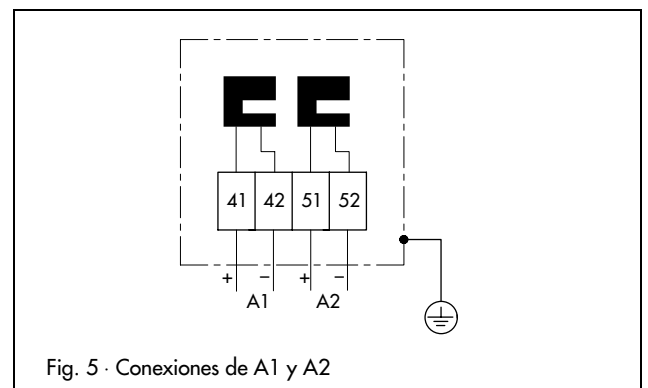 41 42 51 52
+ − + −
A1 A2
Fig. 5 · Conexiones de A1 y A2